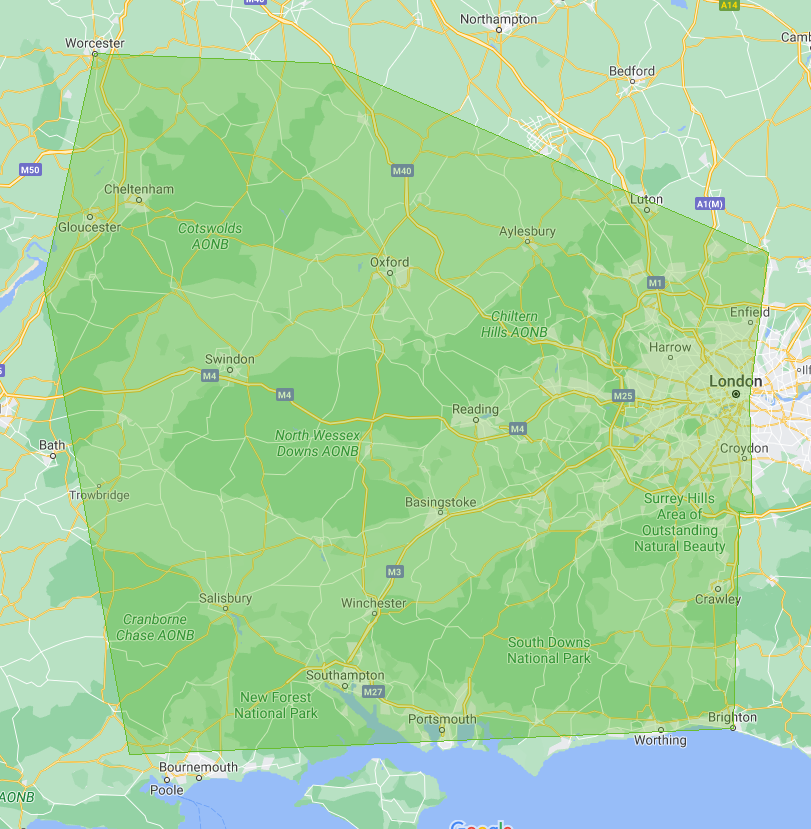 M40
A14
Northampton
Worcester
Bedford
M50
M40
Cheltenham
Luton
A1(M)
Gloucester
Cotswolds
AONB
Aylesbury
Oxford
M1
Chiltern
Hills AONB
Enfield
Harrow
Swindon
M4
M4
London
M25
Reading
M4
North Wessex
Downs AONB
Bath
Croydon
Trowbridge
Basingstoke
Surrey Hills
Area of
Outstanding
Natural Beauty
M3
Salisbury
Winchester
Crawley
Cranborne
Chase AONB
South Downs
National Park
Southampton
M27
New Forest
National Park
Portsmouth
Brighton
Worthing
Bournemouth
Poole
AONB
Google